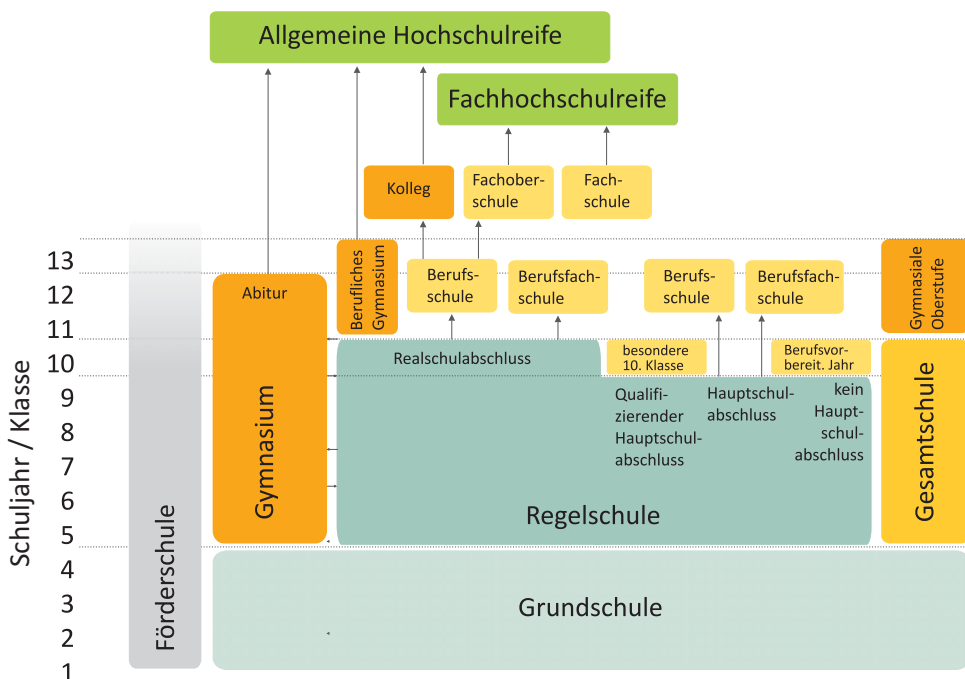 Allgemeine Hochschulreife
Fachhochschulreife
Kolleg
Fachober-
schule
Fach-
schule
Schuljahr / Klasse
13
12
11
10
9
8
7
6
5
4
3
2
1
Förderschule
Abitur
Gymnasium
Berufliches
Gymnasium
Berufs-
schule
Berufsfach-
schule
Berufs-
schule
Berufsfach-
schule
Gymnasiale
Oberstufe
Realschulabschluss
besondere
10. Klasse
Berufsvor-
bereit. Jahr
Qualifi-
zierender
Hauptschul-
abschluss
Hauptschul-
abschluss
kein
Haupt-
schul-
abschluss
Regelschule
Gesamtschule
Grundschule